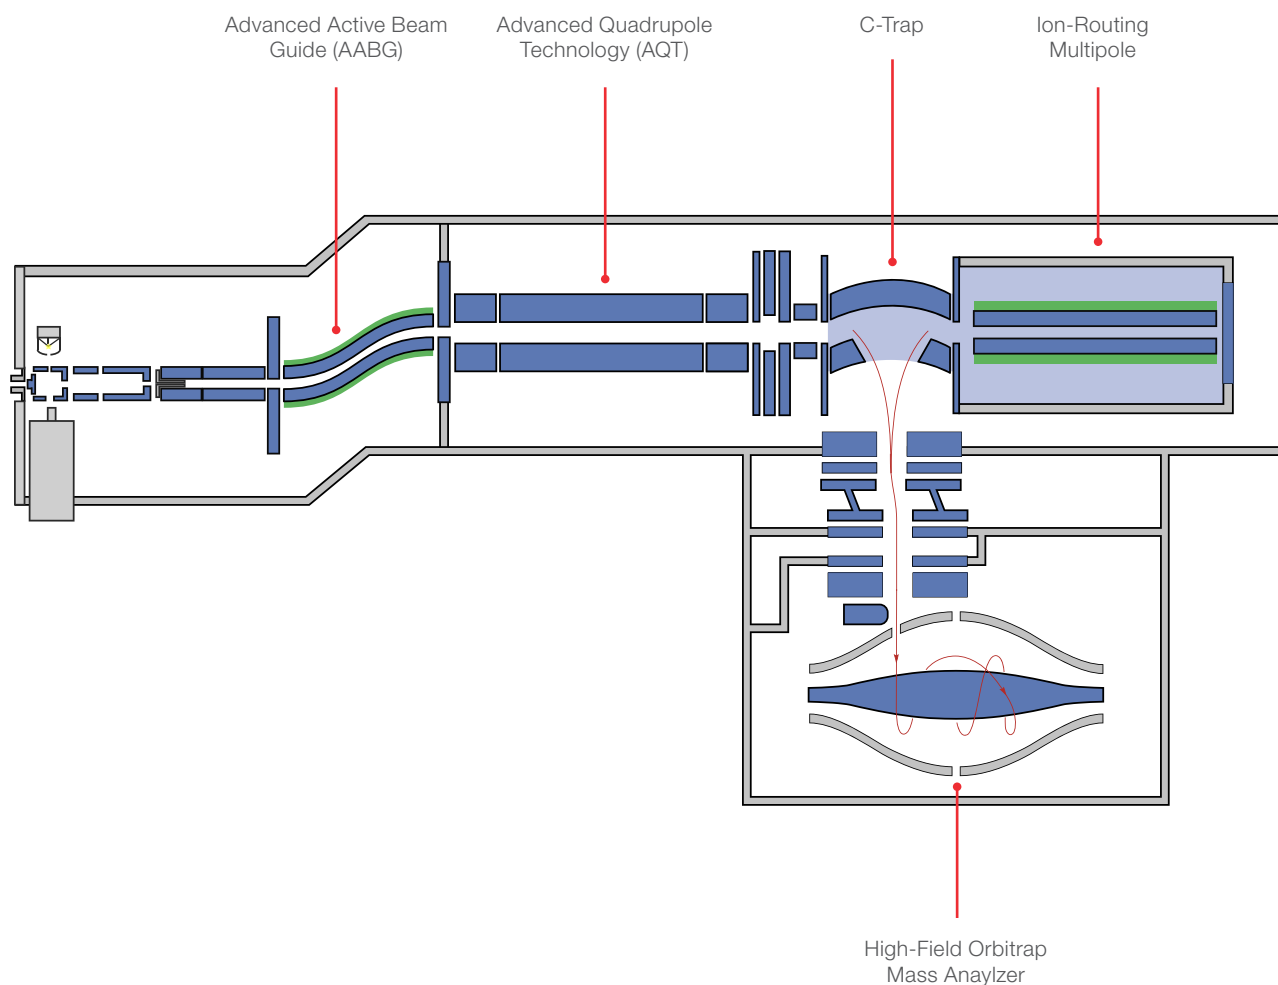 Advanced Active Beam
Guide (AABG)
Advanced Quadrupole
Technology (AQT)
C-Trap
Ion-Routing
Multipole
High-Field Orbitrap
Mass Anaylzer